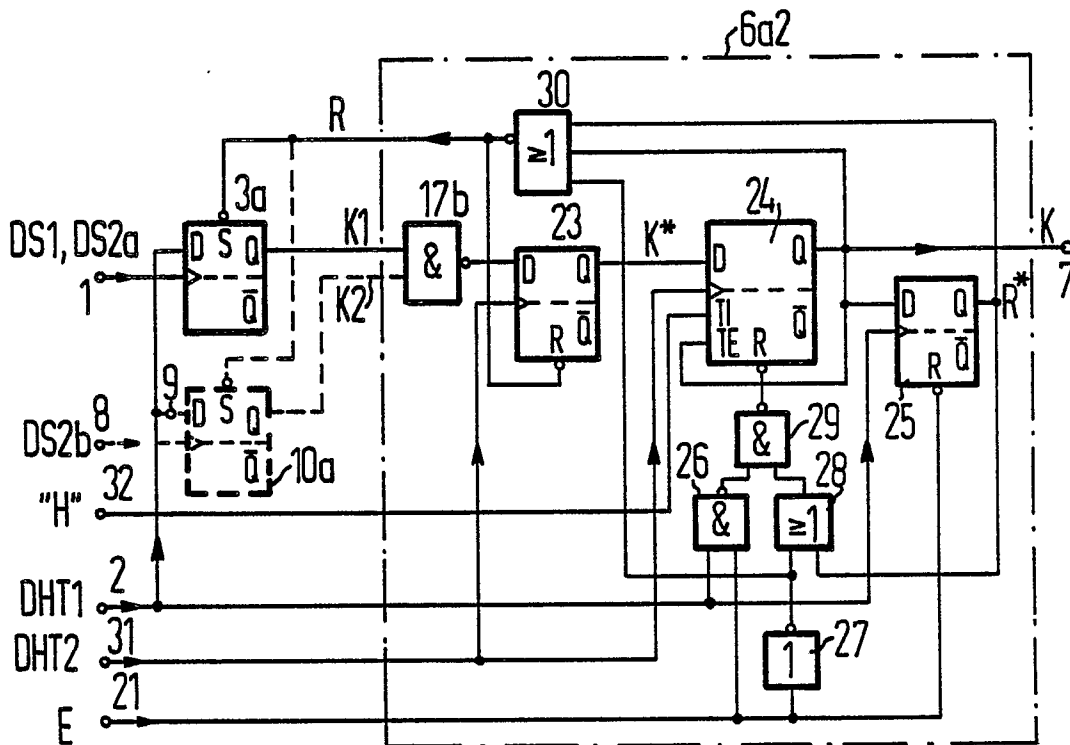 6a2
30
R
≥1
3a
17b
23
24
DS1, DS2a
1
D S Q
Q̅
K1
&
K2
D Q
Q̅
R
K*
D Q
TI Q̅
TE R
K
7
D Q
Q̅
R
R*
25
9
8
DS2b
D S Q
Q̅
10a
&
29
26
28
32
"H"
&
≥1
2
DHT1
31
DHT2
1
27
21
E